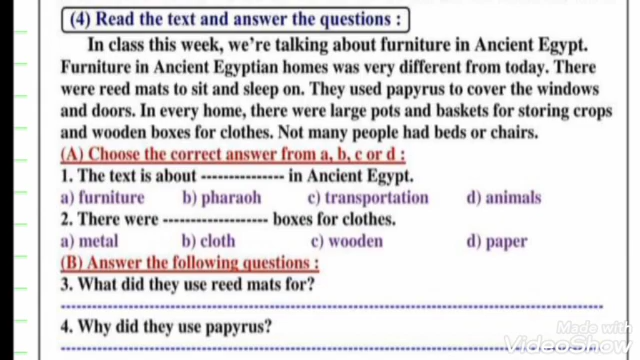 (4) Read the text and answer the questions :
In class this week, we're talking about furniture in Ancient Egypt.
Furniture in Ancient Egyptian homes was very different from today. There
were reed mats to sit and sleep on. They used papyrus to cover the windows
and doors. In every home, there were large pots and baskets for storing crops
and wooden boxes for clothes. Not many people had beds or chairs.
(A) Choose the correct answer from a, b, c or d :
1. The text is about --------------- in Ancient Egypt.
a) furniture b) pharaoh c) transportation d) animals
2. There were ------------------- boxes for clothes.
a) metal b) cloth c) wooden d) paper
(B) Answer the following questions :
3. What did they use reed mats for?
4. Why did they use papyrus?
Made with
VideoShow